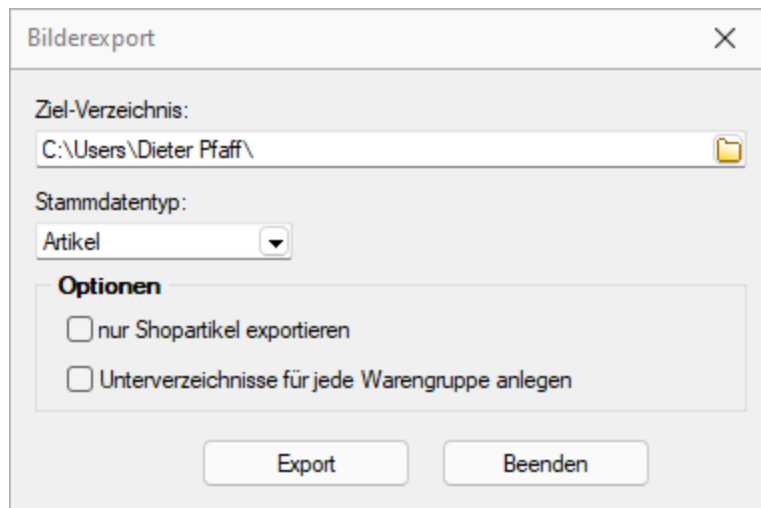 Bilderexport
Ziel-Verzeichnis:
C:\Users\Dieter Pfaff\
Stammdatentyp:
Artikel
Optionen
nur Shopartikel exportieren
Unterverzeichnisse für jede Warengruppe anlegen
Export Beenden